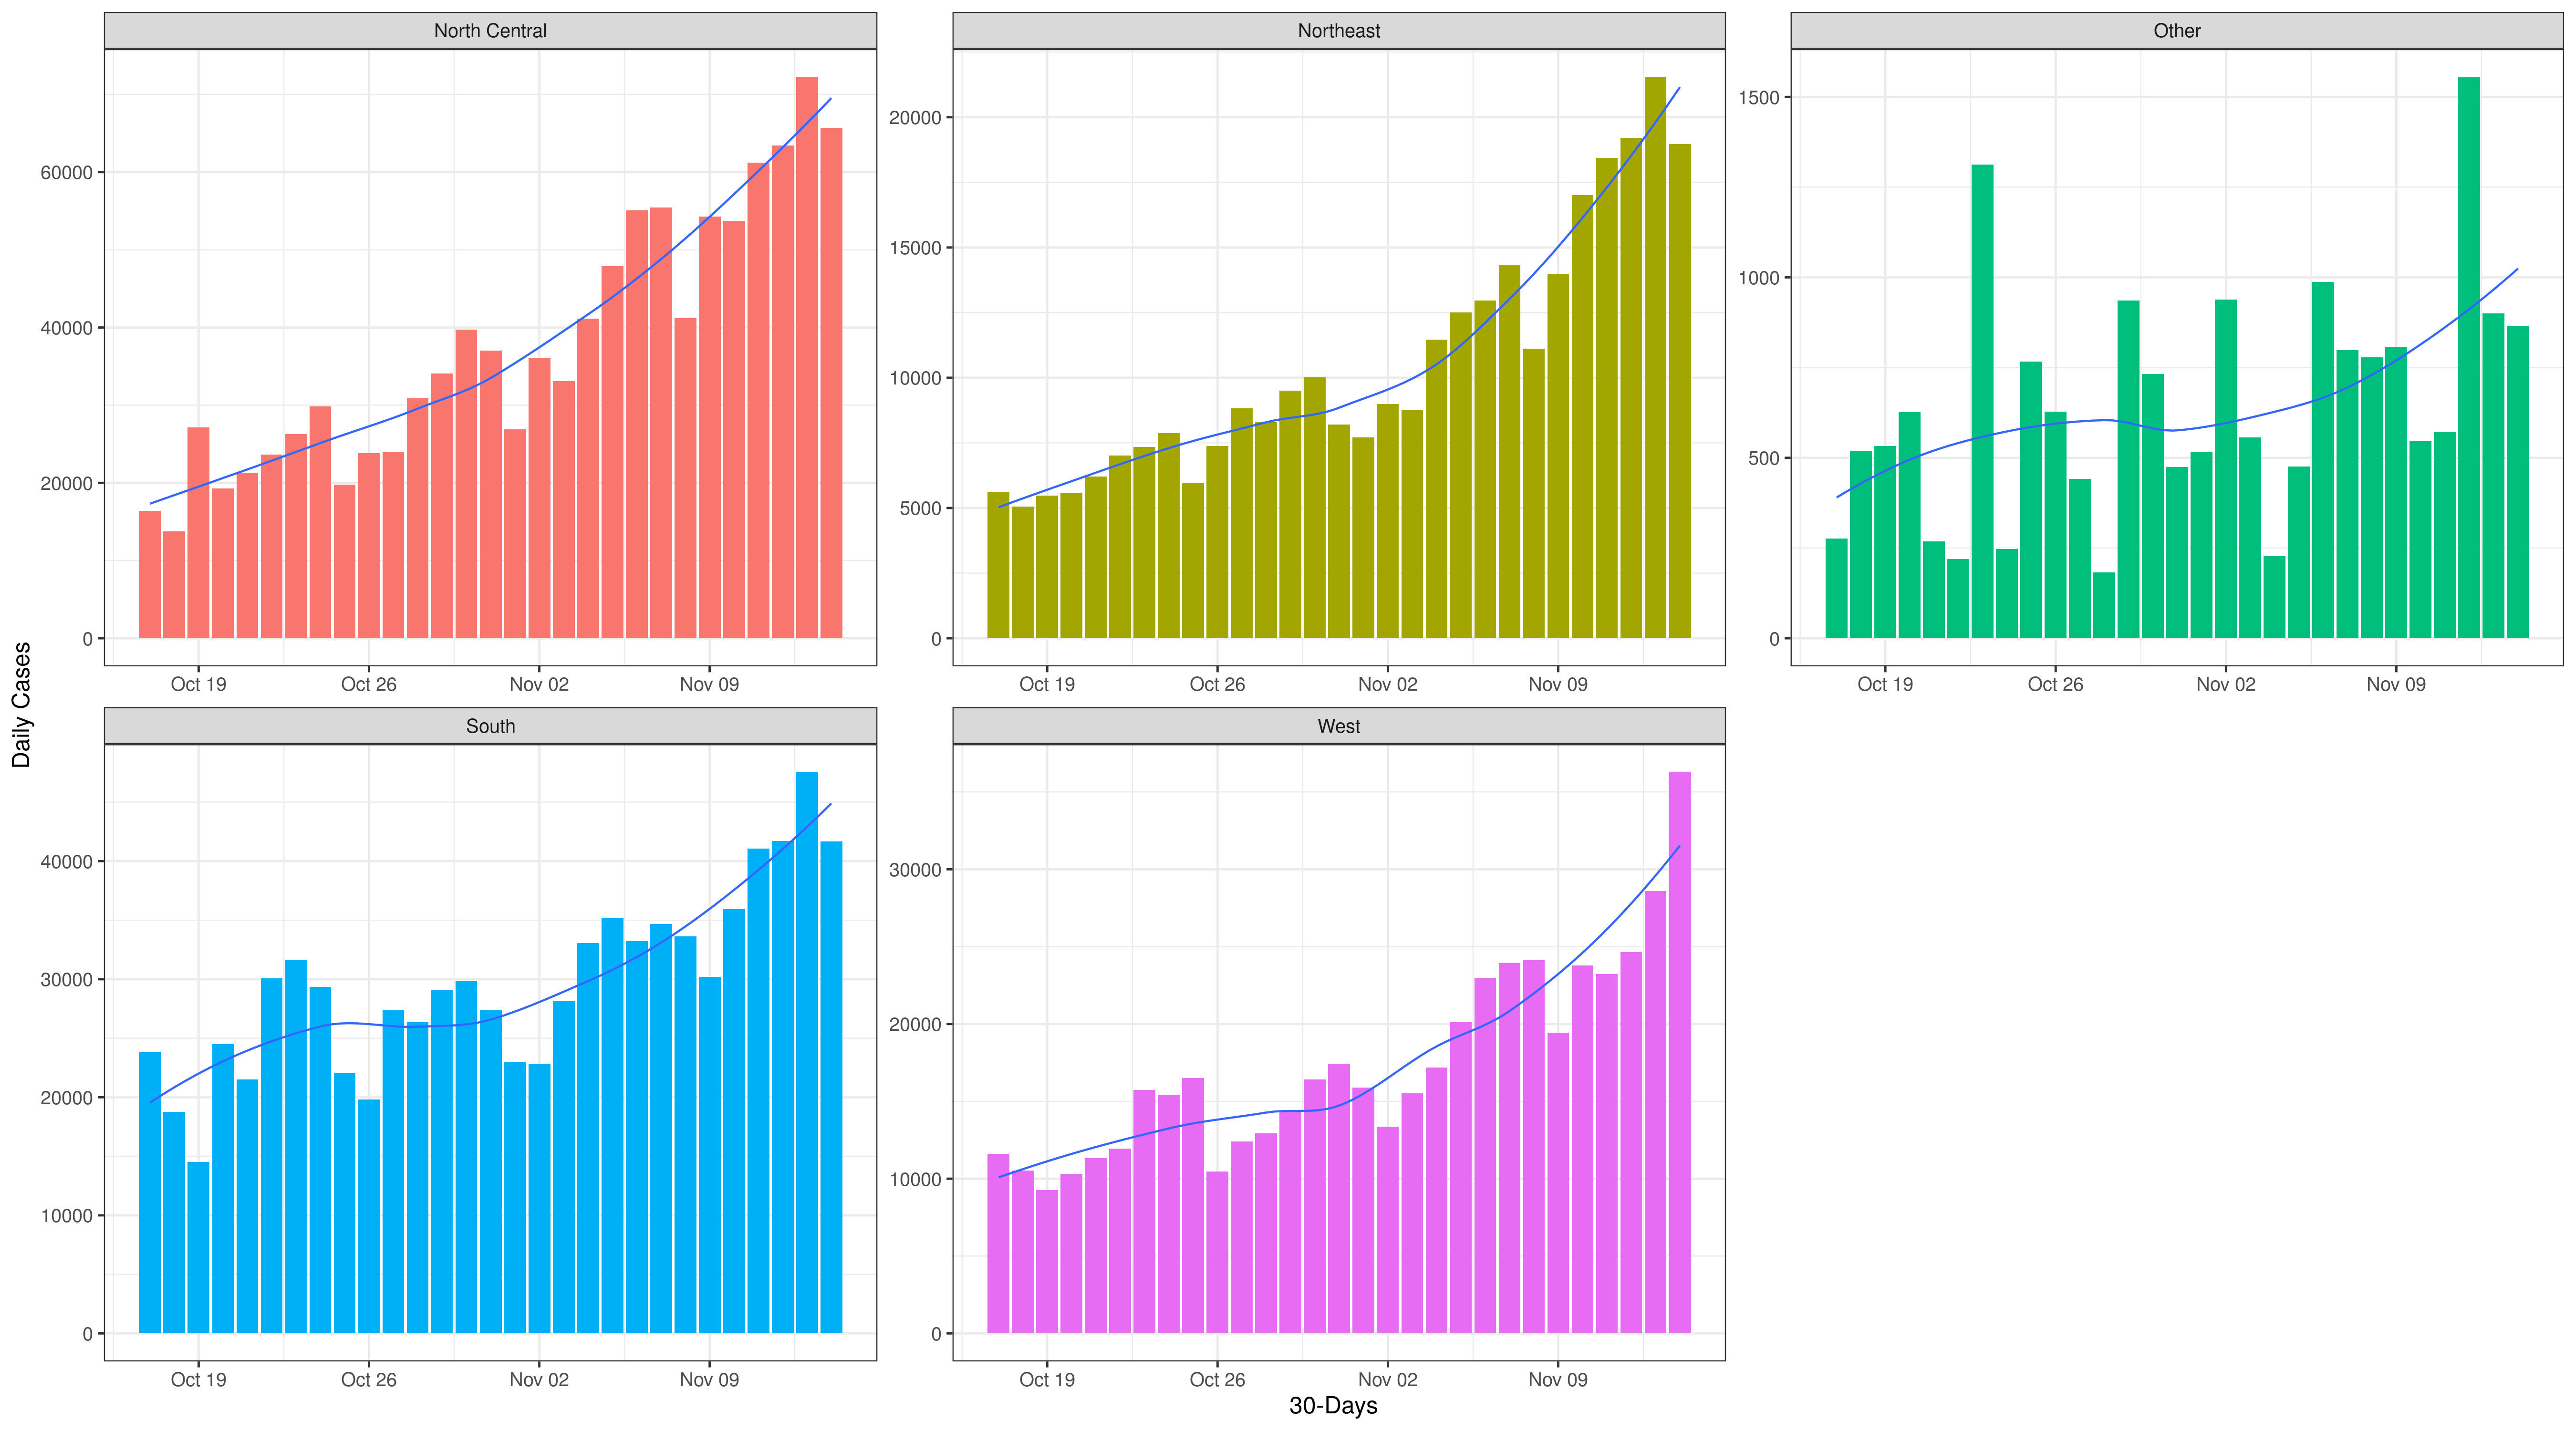 North Central
Northeast
Other
60000
40000
20000
0
20000
15000
10000
5000
0
1500
1000
500
0
Oct 19
Oct 26
Nov 02
Nov 09
Oct 19
Oct 26
Nov 02
Nov 09
Oct 19
Oct 26
Nov 02
Nov 09
Daily Cases
South
West
40000
30000
20000
10000
0
30000
20000
10000
0
Oct 19
Oct 26
Nov 02
Nov 09
Oct 19
Oct 26
Nov 02
Nov 09
30-Days